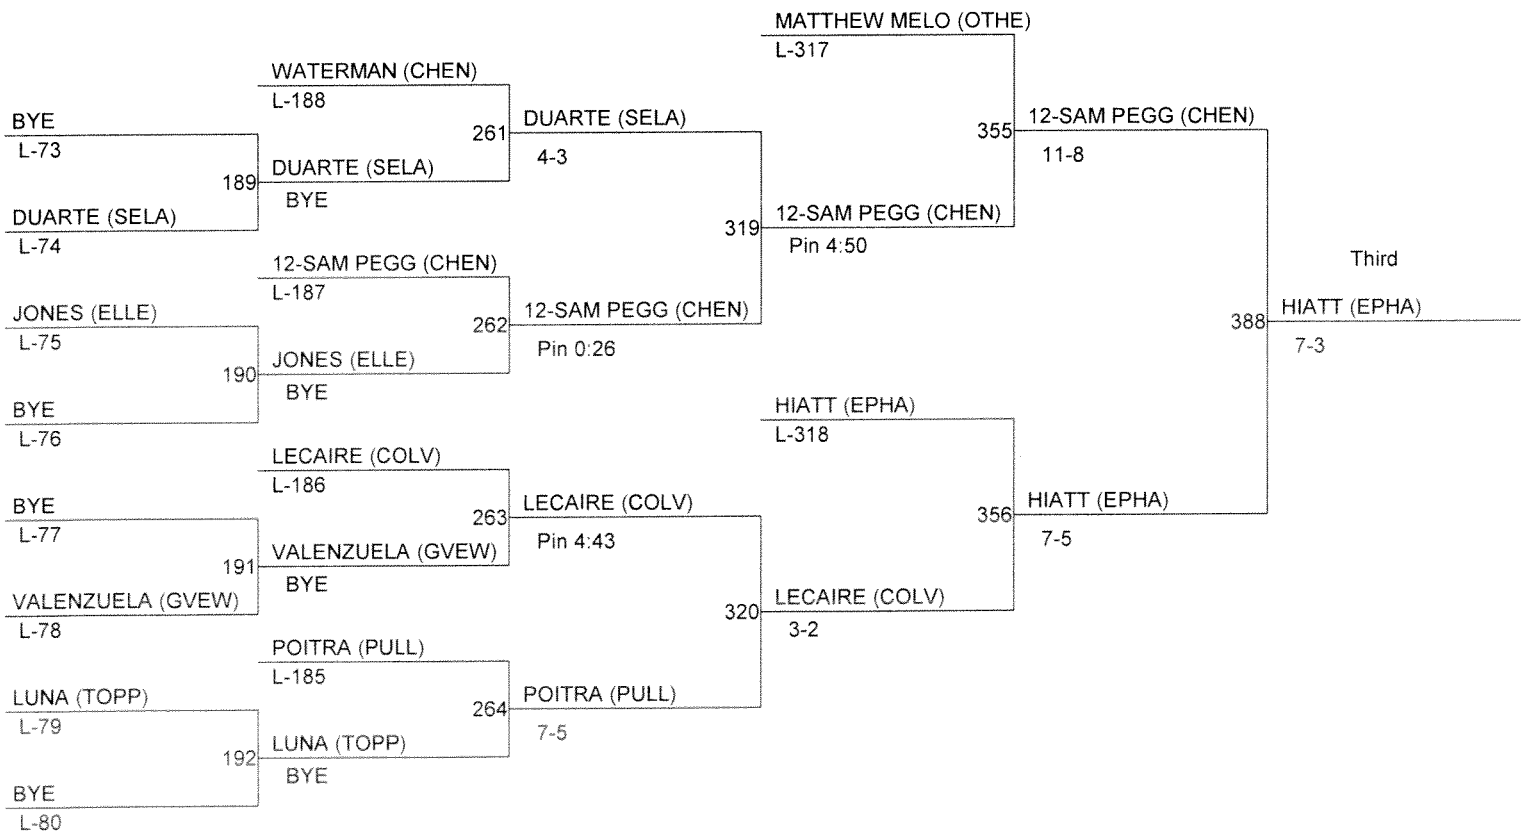 MATTHEW MELO (OTHE)
L-317
WATERMAN (CHEN)
L-188
BYE
L-73
261
DUARTE (SELA)
4-3
355
12-SAM PEGG (CHEN)
11-8
189
DUARTE (SELA)
BYE
DUARTE (SELA)
L-74
319
12-SAM PEGG (CHEN)
Pin 4:50
12-SAM PEGG (CHEN)
L-187
Third
JONES (ELLE)
L-75
262
12-SAM PEGG (CHEN)
Pin 0:26
388
HIATT (EPHA)
7-3
190
JONES (ELLE)
BYE
BYE
L-76
HIATT (EPHA)
L-318
LECAIRE (COLV)
L-186
BYE
L-77
263
LECAIRE (COLV)
Pin 4:43
356
HIATT (EPHA)
7-5
191
VALENZUELA (GVEW)
BYE
VALENZUELA (GVEW)
L-78
320
LECAIRE (COLV)
3-2
POITRA (PULL)
L-185
LUNA (TOPP)
L-79
264
POITRA (PULL)
7-5
192
LUNA (TOPP)
BYE
BYE
L-80